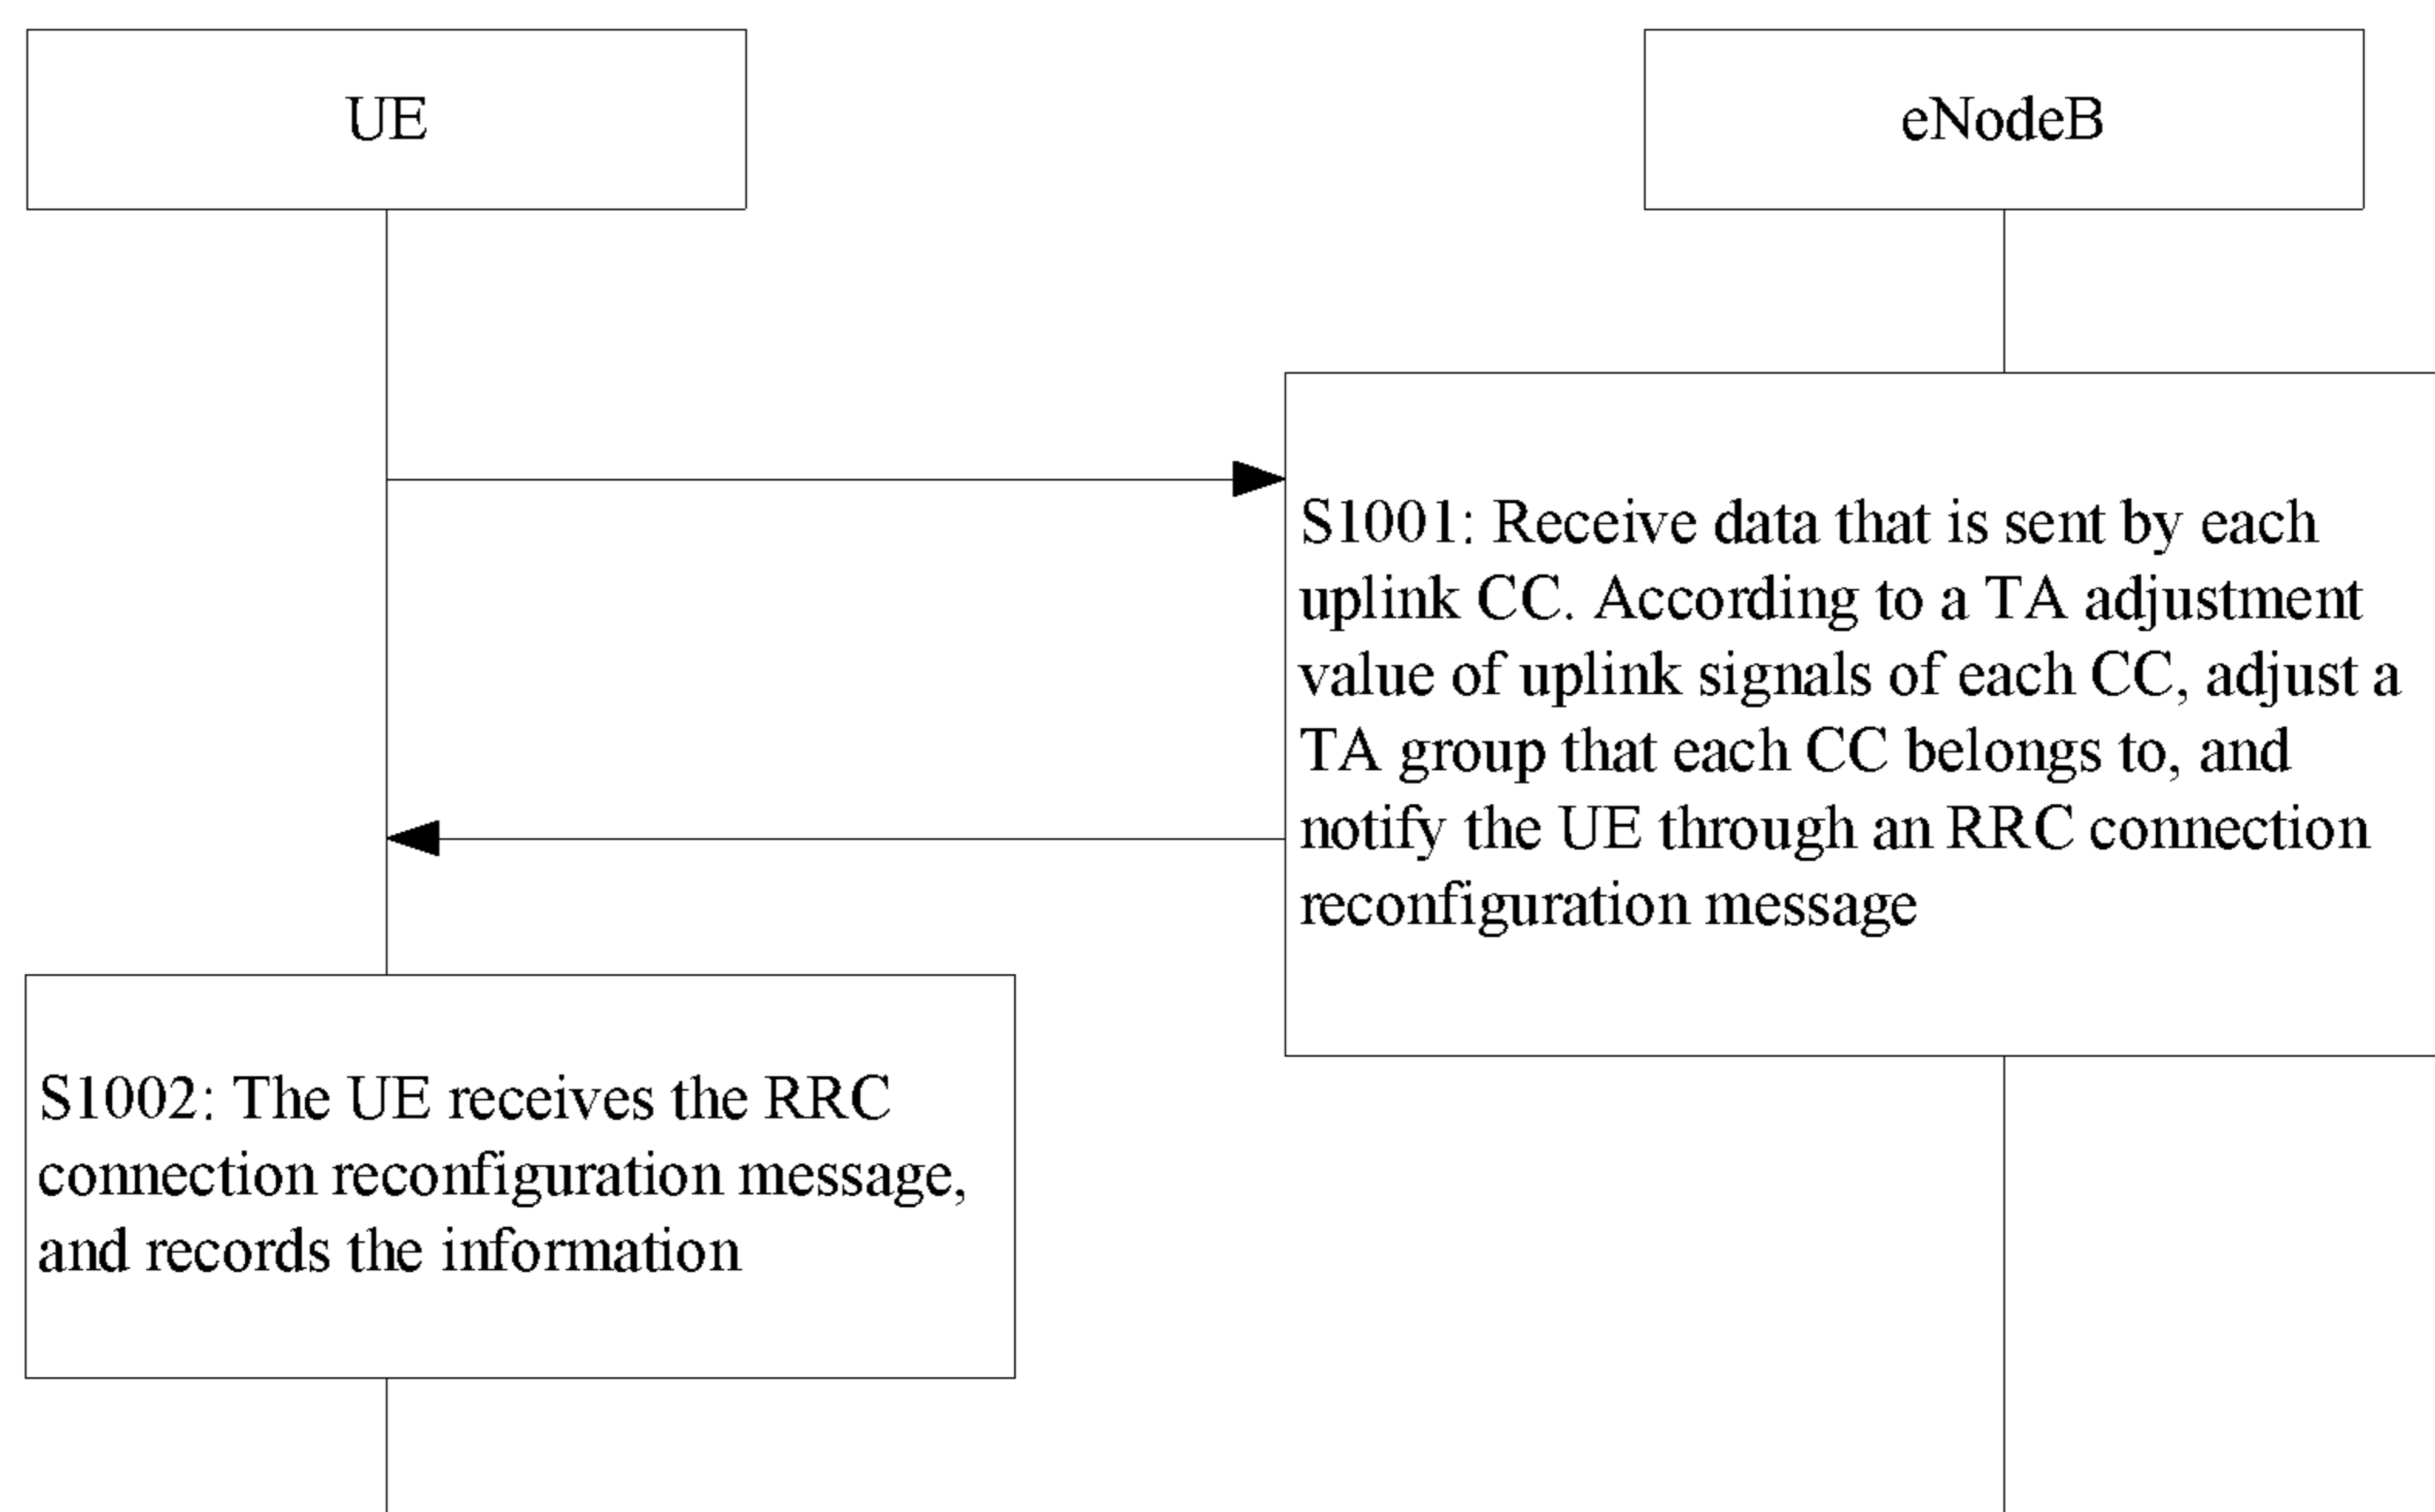 UE
eNodeB
S1001: Receive data that is sent by each
uplink CC. According to a TA adjustment
value of uplink signals of each CC, adjust a
TA group that each CC belongs to, and
notify the UE through an RRC connection
reconfiguration message
S1002: The UE receives the RRC
connection reconfiguration message,
and records the information